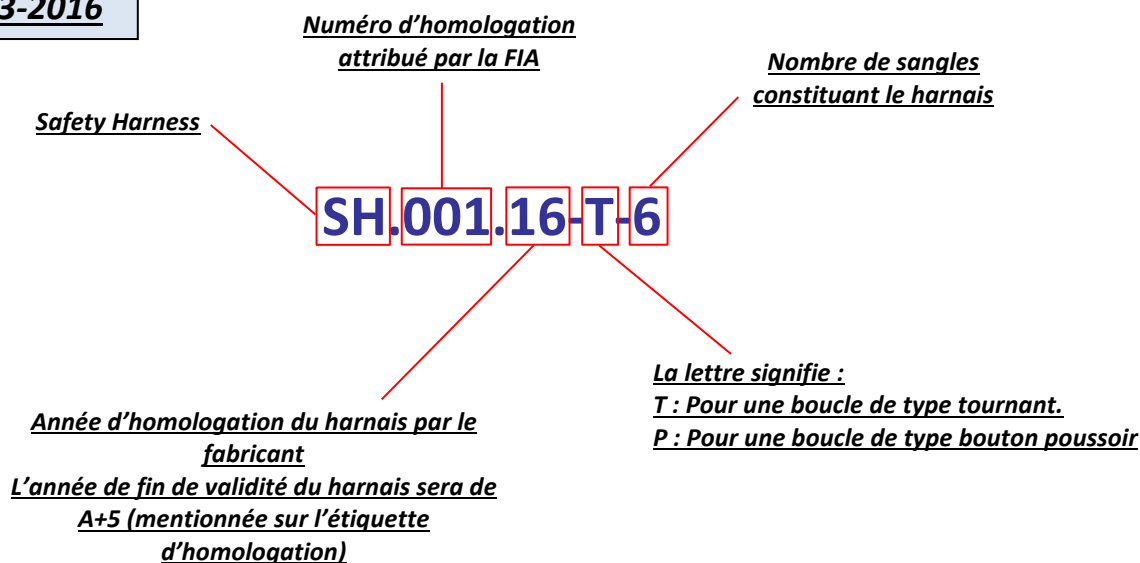 3-2016
Numéro d’homologation
attribué par la FIA
Nombre de sangles
constituant le harnais
Safety Harness
SH.001.16-T-6
La lettre signifie :
T : Pour une boucle de type tournant.
P : Pour une boucle de type bouton poussoir
Année d’homologation du harnais par le
fabricant
L’année de fin de validité du harnais sera de
A+5 (mentionnée sur l’étiquette
d’homologation)